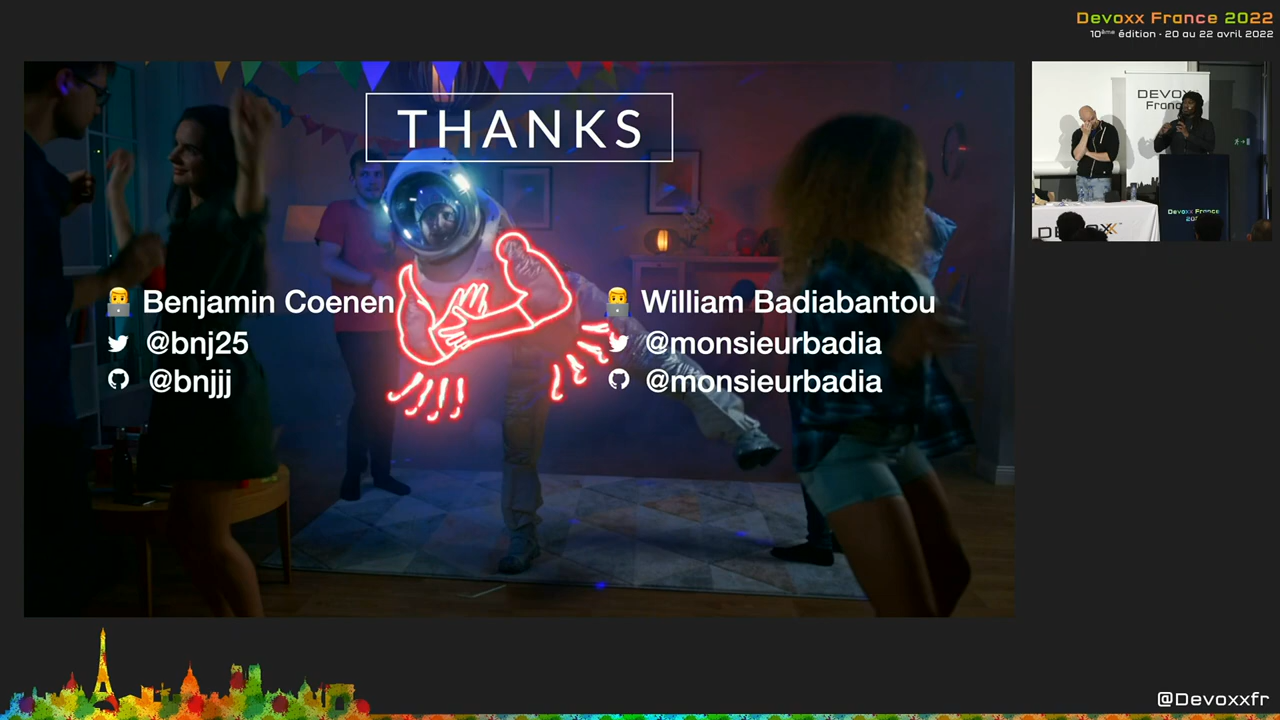 Devoxx France 2022
10ème édition · 20 au 22 avril 2022
THANKS
Benjamin Coenen
@bnj25
@bnjjj
William Badiabantou
@monsieurbadia
@monsieurbadia
DEVOXX
France
Devoxx France
@Devoxxfr